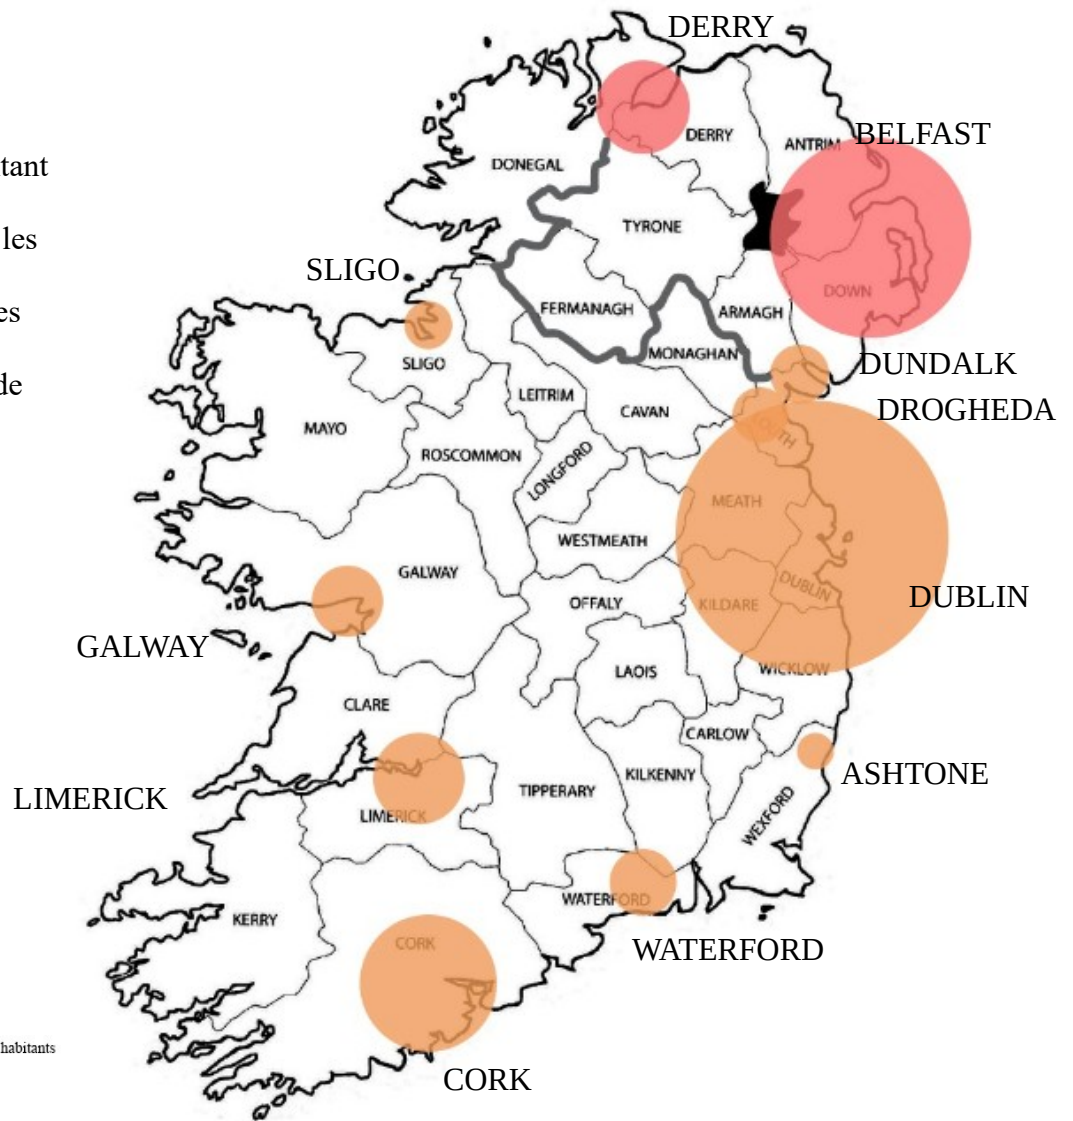 DERRY
BELFAST
DERRY
ANTRIM
tant
DONEGAL
TYRONE
les
SLIGO
DOWN
FERMANAGH
ARMAGH
es
MONAGHAN
SLIGO
DUNDALK
de
LEITRIM
CAVAN
DROGHEDA
MAYO
LOUTH
ROSCOMMON
LONGFORD
MEATH
WESTMEATH
GALWAY
DUBLIN
OFFALY
KILDARE
DUBLIN
GALWAY
LAOIS
WICKLOW
CLARE
CARLOW
KILKENNY
ASHTONE
TIPPERARY
LIMERICK
LIMERICK
WEXFORD
WATERFORD
KERRY
CORK
WATERFORD
habitants
CORK